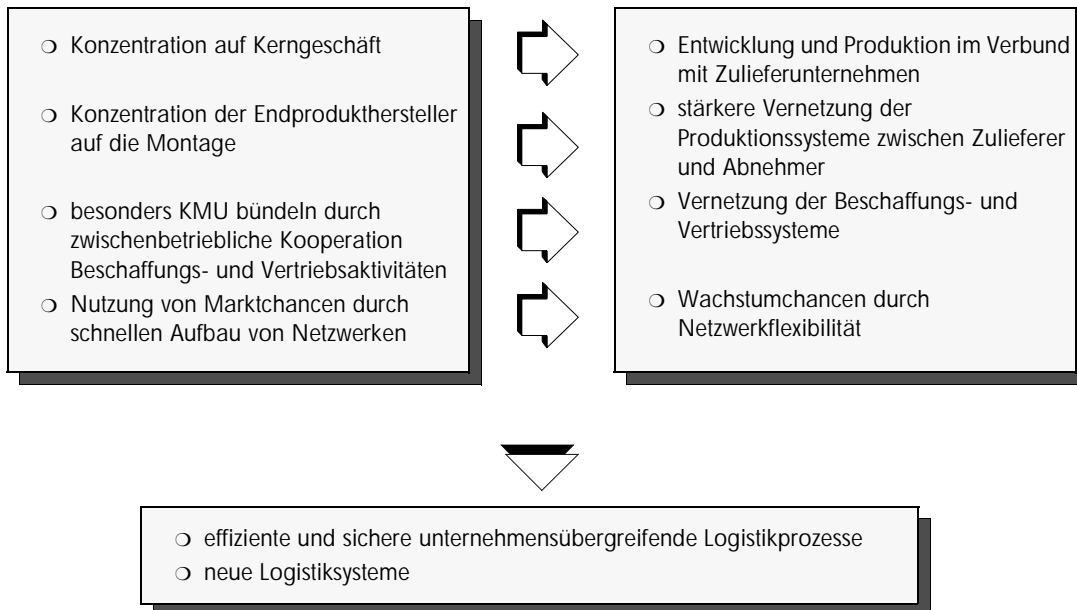 ❍ Konzentration auf Kerngeschäft
❍ Konzentration der Endprodukthersteller
auf die Montage
❍ besonders KMU bündeln durch
zwischenbetriebliche Kooperation
Beschaffungs- und Vertriebsaktivitäten
❍ Nutzung von Marktchancen durch
schnellen Aufbau von Netzwerken
❍ Entwicklung und Produktion im Verbund
mit Zulieferunternehmen
❍ stärkere Vernetzung der
Produktionssysteme zwischen Zulieferer
und Abnehmer
❍ Vernetzung der Beschaffungs- und
Vertriebssysteme
❍ Wachstumchancen durch
Netzwerkflexibilität
❍ effiziente und sichere unternehmensübergreifende Logistikprozesse
❍ neue Logistiksysteme